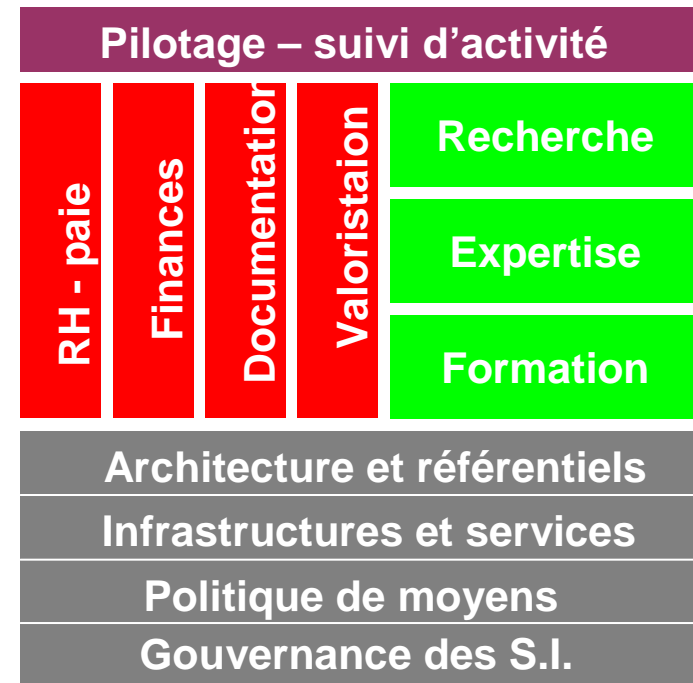 Pilotage – suivi d’activité
RH - paie
Finances
Documentation
Valoristaion
Recherche
Expertise
Formation
Architecture et référentiels
Infrastructures et services
Politique de moyens
Gouvernance des S.I.